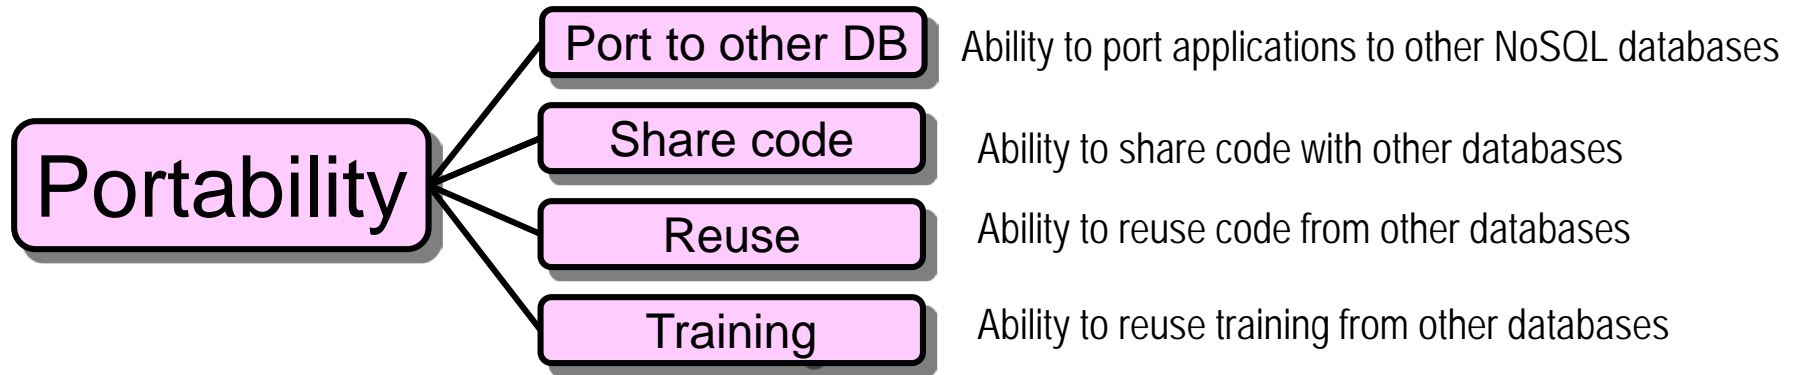 Port to other DB Ability to port applications to other NoSQL databases
Share code Ability to share code with other databases
Portability
Reuse Ability to reuse code from other databases
Training Ability to reuse training from other databases